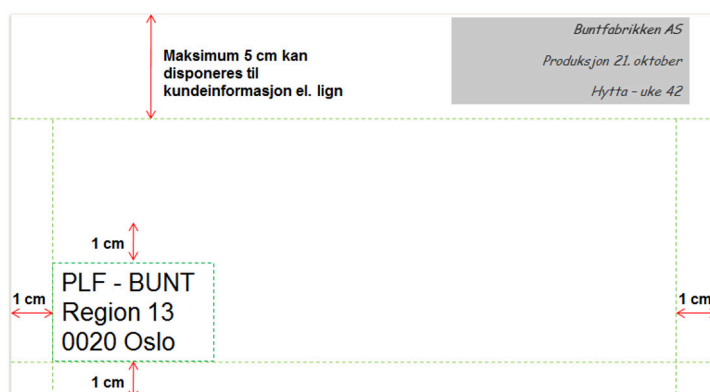 Maksimum 5 cm kan
disponeres til
kundeinformasjon el. lign
Buntfabrikken AS
Produksjon 21. oktober
Hytta – uke 42
1 cm
PLF - BUNT
Region 13
0020 Oslo
1 cm
1 cm
1 cm